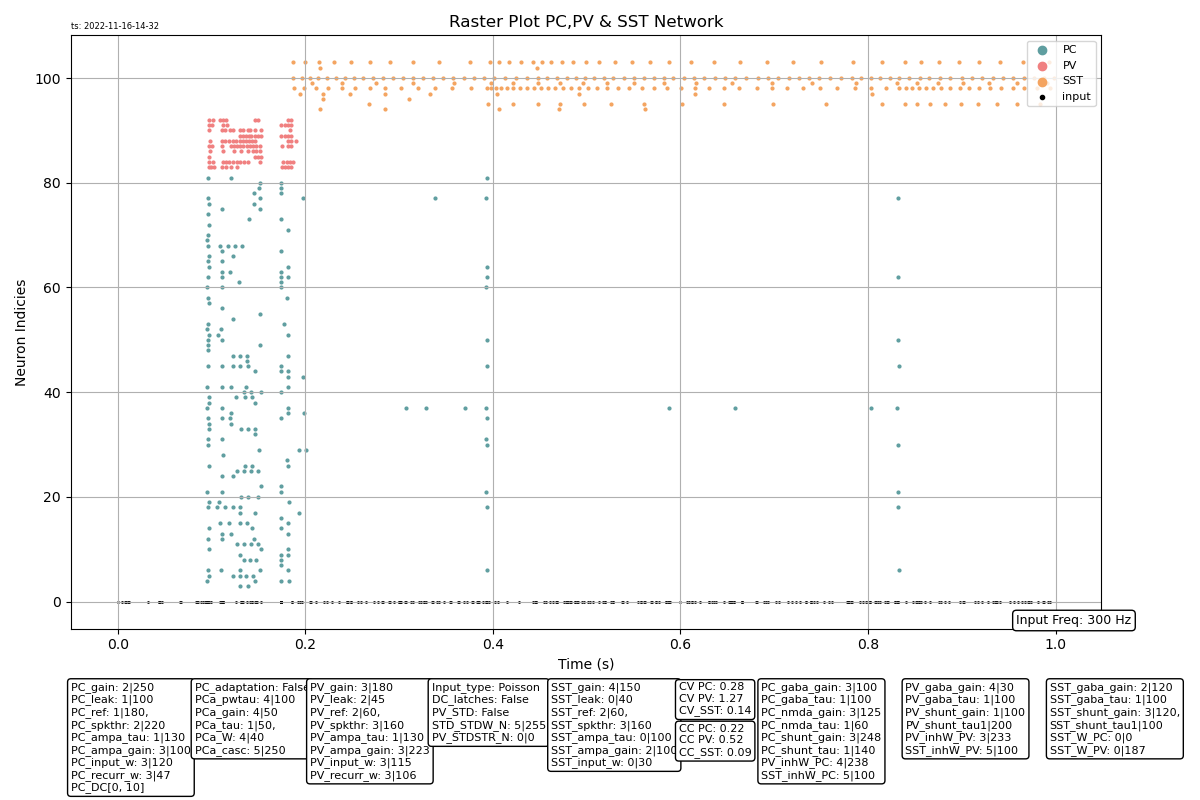 ts: 2022-11-16-14-32
Raster Plot PC,PV & SST Network
PC
PV
SST
input
100
80
60
40
20
0
Neuron Indicies
0.0 0.2 0.4 0.6 0.8 1.0
Input Freq: 300 Hz
Time (s)
PC_gain: 2|250
PC_leak: 1|100
PC_ref: 1|180,
PC_spkthr: 2|220
PC_ampa_tau: 1|130
PC_ampa_gain: 3|100
PC_input_w: 3|120
PC_recurr_w: 3|47
PC_DC[0, 10]
PC_adaptation: False
PCa_pwtau: 4|100
PCa_gain: 4|50
PCa_tau: 1|50,
PCa_W: 4|40
PCa_casc: 5|250
PV_gain: 3|180
PV_leak: 2|45
PV_ref: 2|60,
PV_spkthr: 3|160
PV_ampa_tau: 1|130
PV_ampa_gain: 3|223
PV_input_w: 3|115
PV_recurr_w: 3|106
Input_type: Poisson
DC_latches: False
PV_STD: False
STD_STDW_N: 5|255
PV_STDSTR_N: 0|0
SST_gain: 4|150
SST_leak: 0|40
SST_ref: 2|60,
SST_spkthr: 3|160
SST_ampa_tau: 0|100
SST_ampa_gain: 2|100
SST_input_w: 0|30
CV PC: 0.28
CV PV: 1.27
CV_SST: 0.14
CC PC: 0.22
CC PV: 0.52
CC_SST: 0.09
PC_gaba_gain: 3|100
PC_gaba_tau: 1|100
PC_nmda_gain: 3|125
PC_nmda_tau: 1|60
PC_shunt_gain: 3|248
PC_shunt_tau: 1|140
PV_inhW_PC: 4|238
SST_inhW_PC: 5|100
PV_gaba_gain: 4|30
PV_gaba_tau: 1|100
PV_shunt_gain: 1|100
PV_shunt_tau1|200
PV_inhW_PV: 3|233
SST_inhW_PV: 5|100
SST_gaba_gain: 2|120
SST_gaba_tau: 1|100
SST_shunt_gain: 3|120,
SST_shunt_tau1|100
SST_W_PC: 0|0
SST_W_PV: 0|187